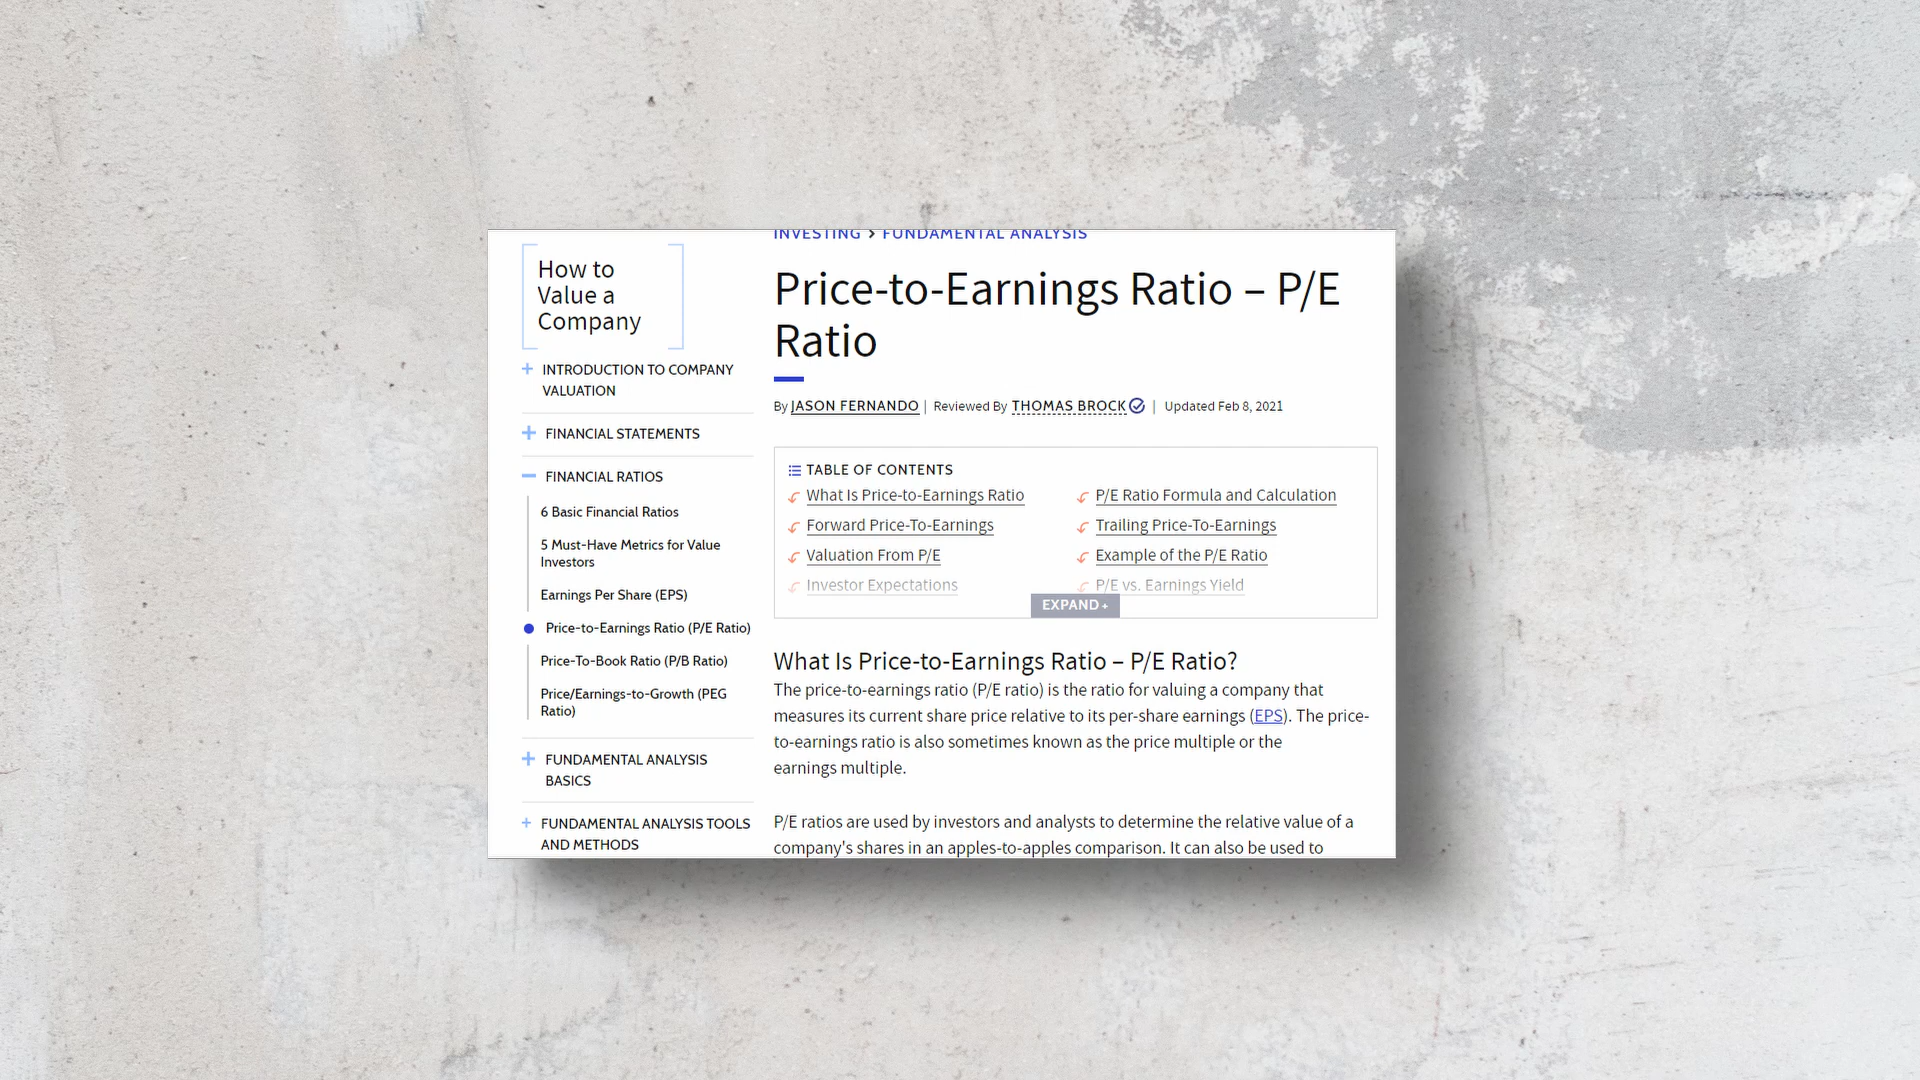 How to
Value a
Company
+ INTRODUCTION TO COMPANY
VALUATION
+ FINANCIAL STATEMENTS
− FINANCIAL RATIOS
6 Basic Financial Ratios
5 Must-Have Metrics for Value
Investors
Earnings Per Share (EPS)
Price-to-Earnings Ratio (P/E Ratio)
Price-To-Book Ratio (P/B Ratio)
Price/Earnings-to-Growth (PEG
Ratio)
+ FUNDAMENTAL ANALYSIS
BASICS
+ FUNDAMENTAL ANALYSIS TOOLS
AND METHODS
INVESTING > FUNDAMENTAL ANALYSIS
Price-to-Earnings Ratio – P/E
Ratio
By JASON FERNANDO | Reviewed By THOMAS BROCK | Updated Feb 8, 2021
TABLE OF CONTENTS
What Is Price-to-Earnings Ratio
P/E Ratio Formula and Calculation
Forward Price-To-Earnings
Trailing Price-To-Earnings
Valuation From P/E
Example of the P/E Ratio
Investor Expectations
P/E vs. Earnings Yield
EXPAND +
What Is Price-to-Earnings Ratio – P/E Ratio?
The price-to-earnings ratio (P/E ratio) is the ratio for valuing a company that
measures its current share price relative to its per-share earnings (EPS). The price-
to-earnings ratio is also sometimes known as the price multiple or the
earnings multiple.
P/E ratios are used by investors and analysts to determine the relative value of a
company's shares in an apples-to-apples comparison. It can also be used to